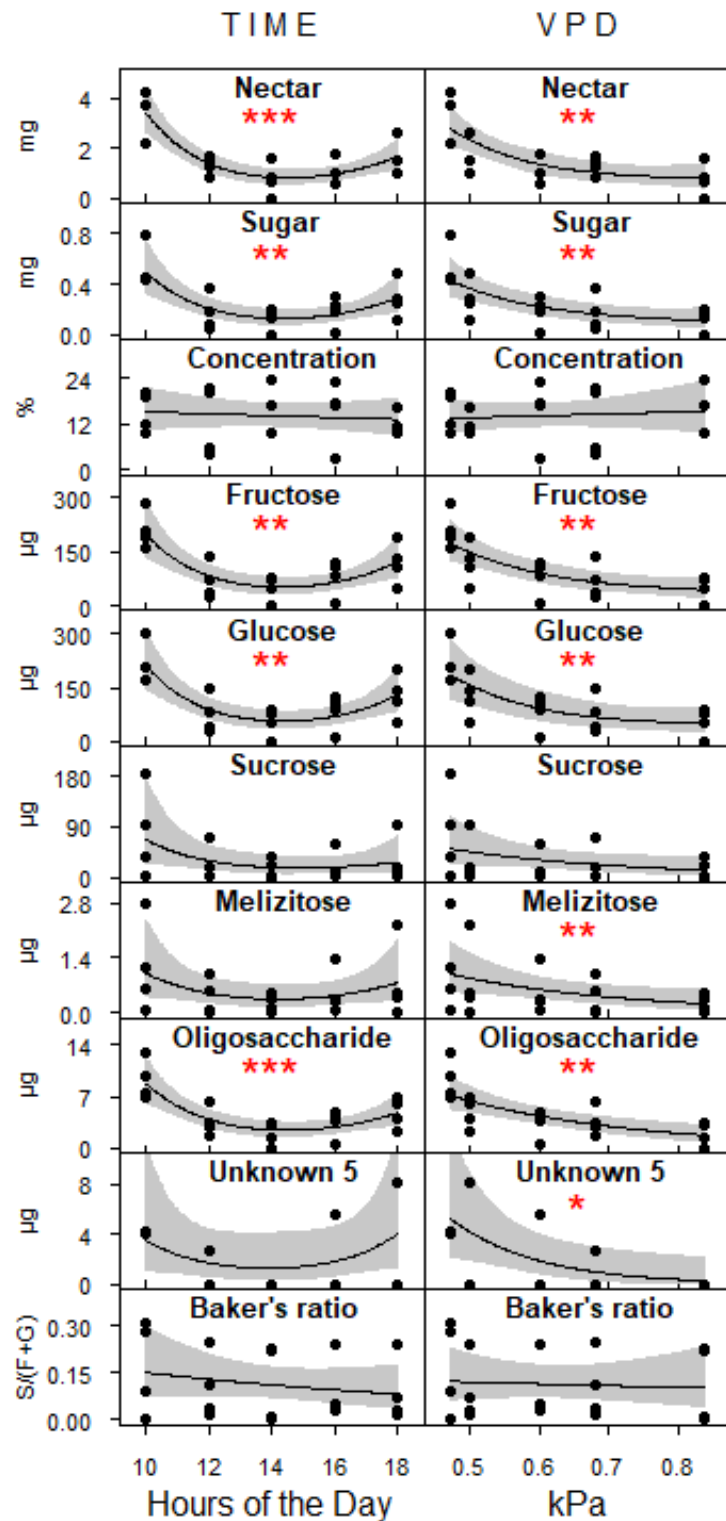 TIME VPD
Nectar Nectar
*** **
mg
4
2
0
Sugar Sugar
** **
mg
0.8
0.4
0.0
Concentration Concentration
%
24
12
0
Fructose Fructose
** **
µg
300
150
0
Glucose Glucose
** **
µg
300
150
0
Sucrose Sucrose
µg
180
90
0
Melizitose Melizitose
**
µg
2.8
1.4
0.0
Oligosaccharide Oligosaccharide
*** **
µg
14
7
0
Unknown 5 Unknown 5
*
µg
8
4
0
Baker's ratio Baker's ratio
S/(F+G)
0.30
0.15
0.00
10 12 14 16 18 0.5 0.6 0.7 0.8
Hours of the Day kPa